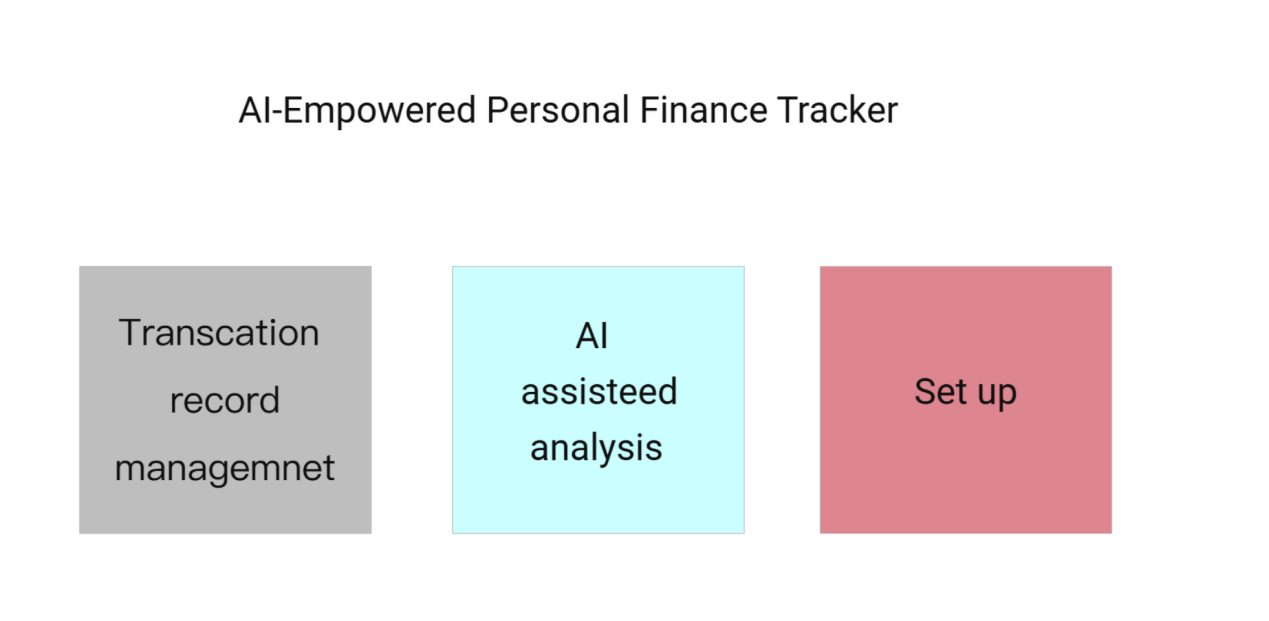 AI-Empowered Personal Finance Tracker
Transcation
record
managemnet
AI
assisteed
analysis
Set up